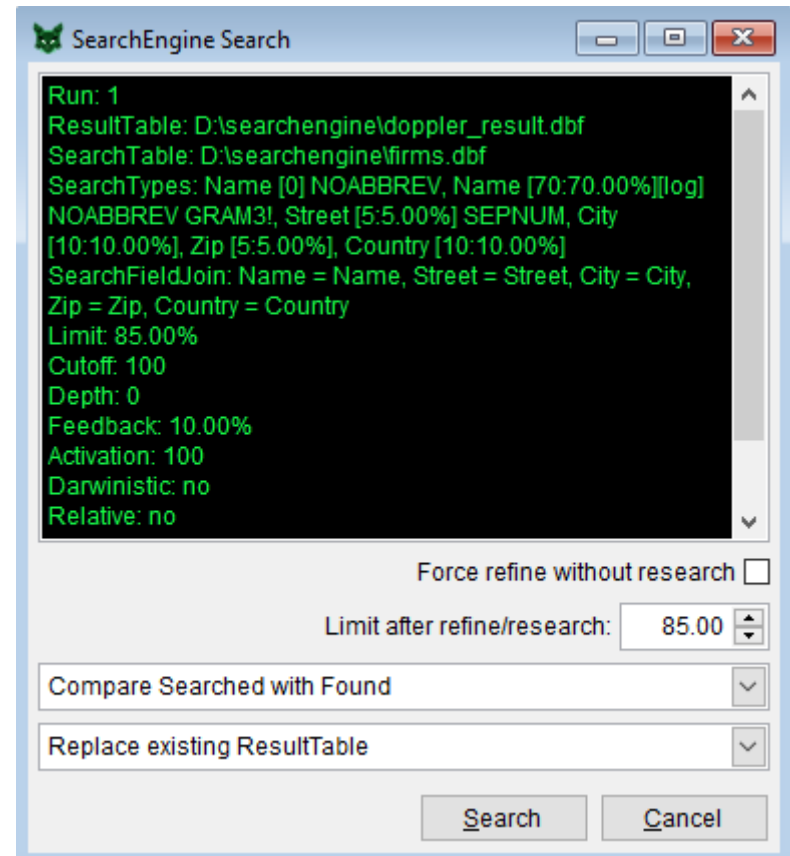 SearchEngine Search
Run: 1
ResultTable: D:\searchengine\doppler_result.dbf
SearchTable: D:\searchengine\firms.dbf
SearchTypes: Name [0] NOABBREV, Name [70:70.00%][log]
NOABBREV GRAM3!, Street [5:5.00%] SEPNUM, City
[10:10.00%], Zip [5:5.00%], Country [10:10.00%]
SearchFieldJoin: Name = Name, Street = Street, City = City,
Zip = Zip, Country = Country
Limit: 85.00%
Cutoff: 100
Depth: 0
Feedback: 10.00%
Activation: 100
Darwinistic: no
Relative: no
Force refine without research
Limit after refine/research: 85.00
Compare Searched with Found
Replace existing ResultTable
Search Cancel